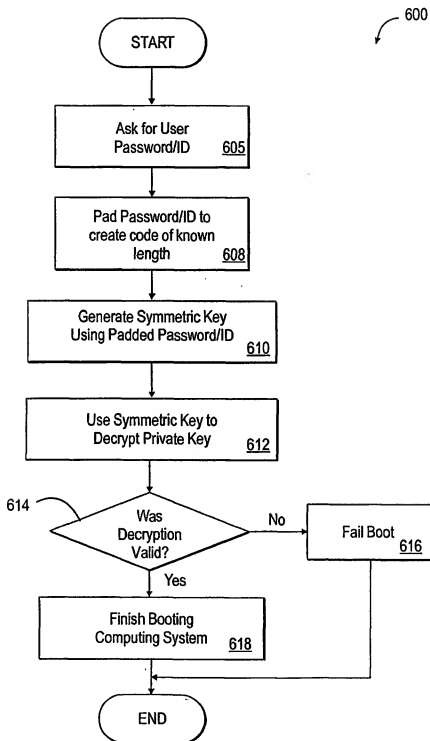 600
START
Ask for User
Password/ID
605
Pad Password/ID to
create code of known
length
608
Generate Symmetric Key
Using Padded Password/ID
610
Use Symmetric Key to
Decrypt Private Key
612
614
Was
Decryption
Valid?
No
Fail Boot
616
Yes
Finish Booting
Computing System
618
END